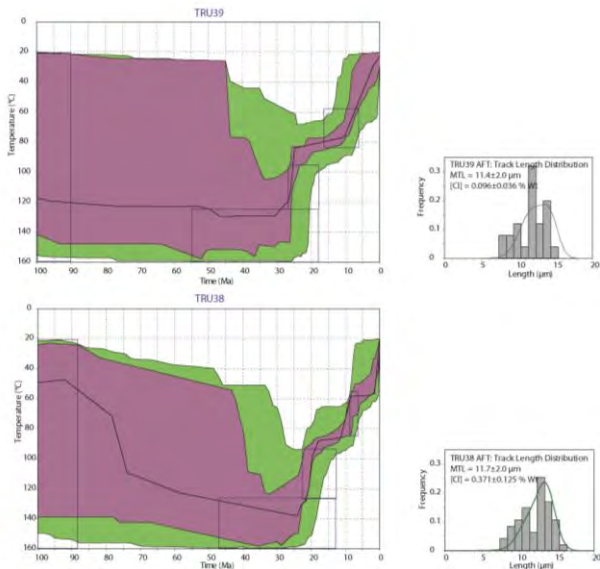 TRU39
0
20
40
60
80
100
120
140
160
Temperature (°C)
100 90 80 70 60 50 40 30 20 10 0
Time (Ma)
TRU39 AFT: Track Length Distribution
MTL = 11.4±2.0 µm
[Cl] = 0.096±0.036 % Wt
Frequency
0.3
0.2
0.1
0
0 5 10 15 20
Length (µm)
TRU38
0
20
40
60
80
100
120
140
160
Temperature (°C)
100 90 80 70 60 50 40 30 20 10 0
Time (Ma)
TRU38 AFT: Track Length Distribution
MTL = 11.7±2.0 µm
[Cl] = 0.371±0.125 % Wt
Frequency
0.3
0.2
0.1
0
0 5 10 15 20
Length (µm)